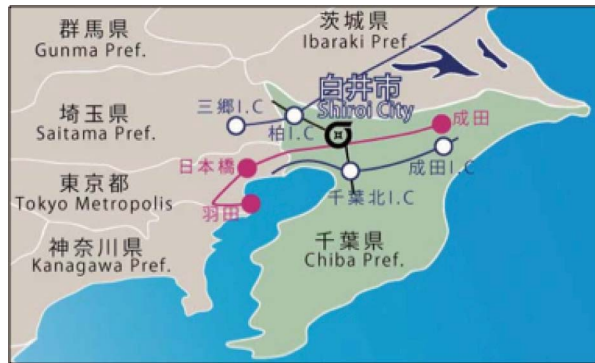 群馬県
Gunma Pref.
茨城県
Ibaraki Pref.
白井市
Shiroi City
三郷I.C
柏I.C
埼玉県
Saitama Pref.
成田
日本橋
成田I.C
東京都
Tokyo Metropolis
千葉北I.C
羽田
神奈川県
Kanagawa Pref.
千葉県
Chiba Pref.